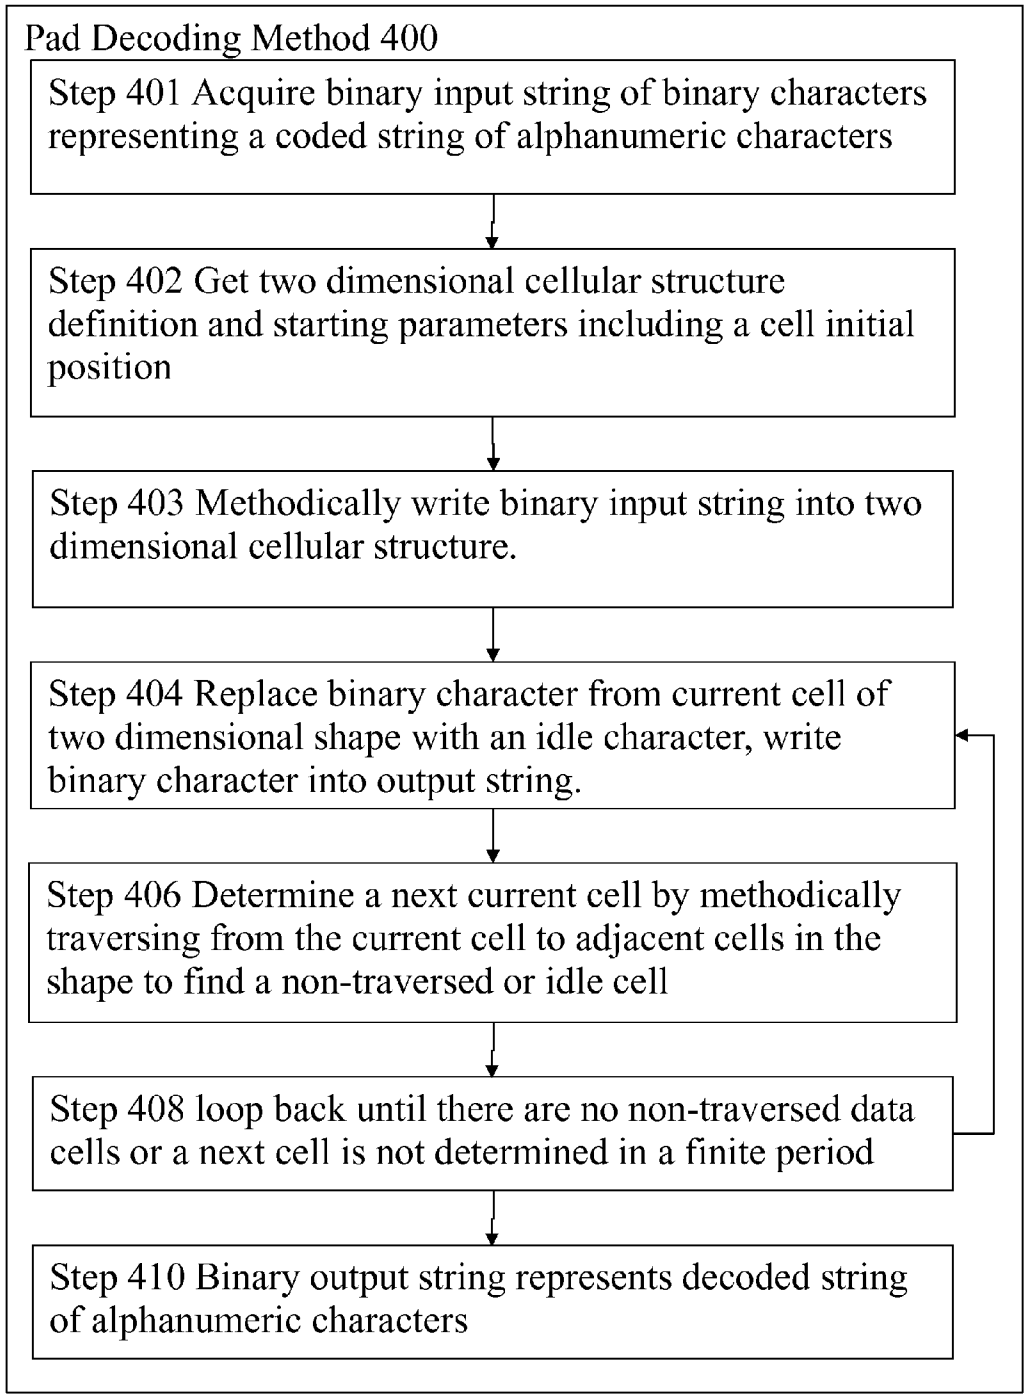 Pad Decoding Method 400
Step 401 Acquire binary input string of binary characters
representing a coded string of alphanumeric characters
Step 402 Get two dimensional cellular structure
definition and starting parameters including a cell initial
position
Step 403 Methodically write binary input string into two
dimensional cellular structure.
Step 404 Replace binary character from current cell of
two dimensional shape with an idle character, write
binary character into output string.
Step 406 Determine a next current cell by methodically
traversing from the current cell to adjacent cells in the
shape to find a non-traversed or idle cell
Step 408 loop back until there are no non-traversed data
cells or a next cell is not determined in a finite period
Step 410 Binary output string represents decoded string
of alphanumeric characters